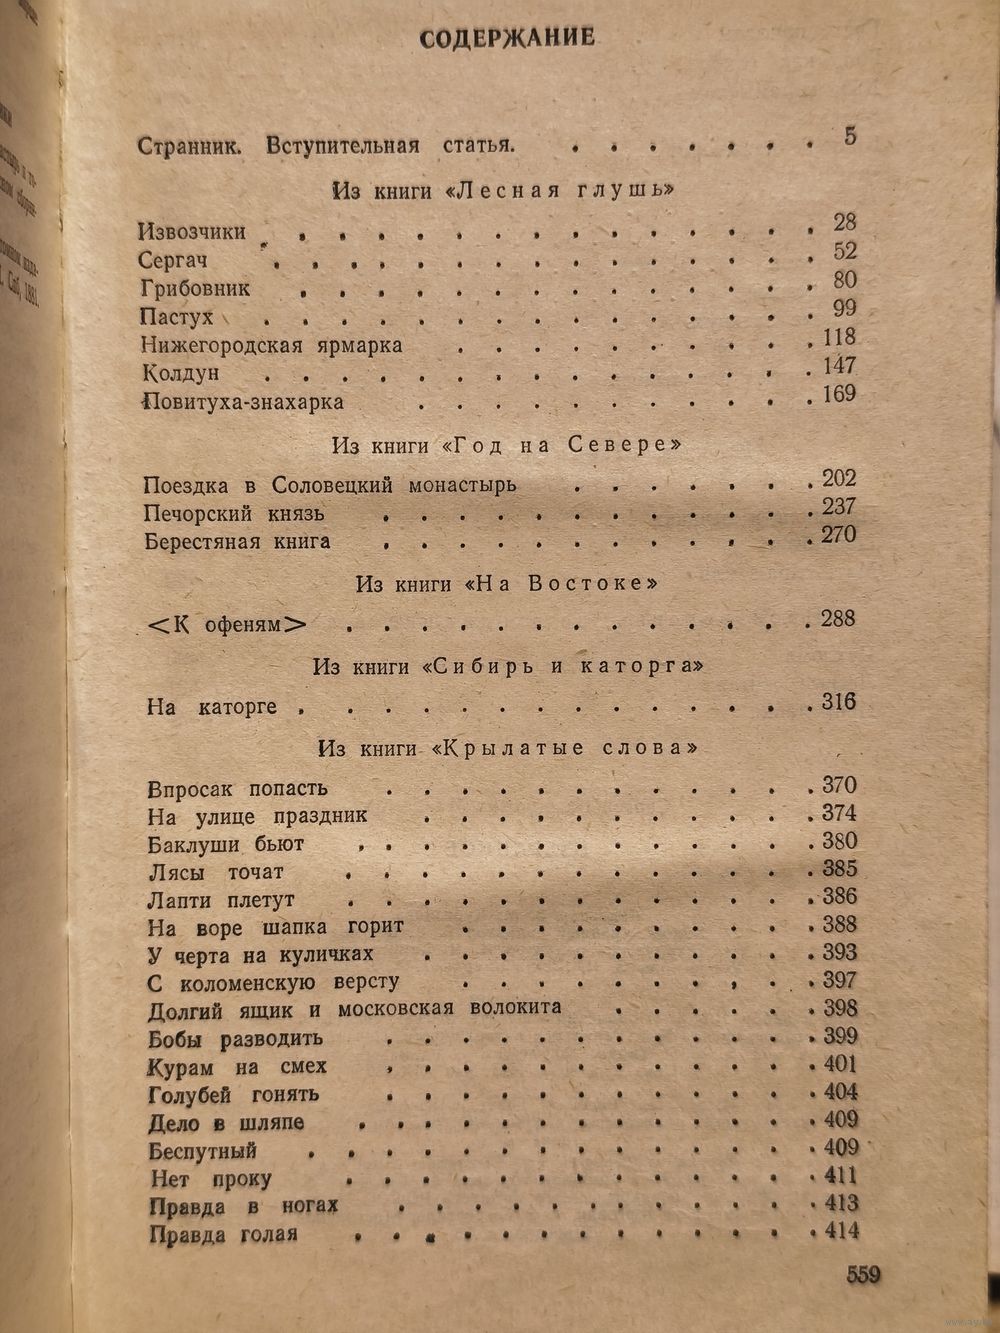 СОДЕРЖАНИЕ
Странник. Вступительная статья. . . . . . . . 5
Из книги «Лесная глушь»
Извозчики . . . . . . . . . . . . . . . 28
Сергач . . . . . . . . . . . . . . . 52
Грибовник . . . . . . . . . . . . . . 80
Пастух . . . . . . . . . . . . . . . 99
Нижегородская ярмарка . . . . . . . . . . 118
Колдун . . . . . . . . . . . . . . . 147
Повитуха-знахарка . . . . . . . . . . . 169
Из книги «Год на Севере»
Поездка в Соловецкий монастырь . . . . . . . 202
Печорский князь . . . . . . . . . . . . 237
Берестяная книга . . . . . . . . . . . . 270
Из книги «На Востоке»
<К офеням> . . . . . . . . . . . . . 288
Из книги «Сибирь и каторга»
На каторге . . . . . . . . . . . . . . 316
Из книги «Крылатые слова»
Впросак попасть . . . . . . . . . . . . 370
На улице праздник . . . . . . . . . . . 374
Баклуши бьют . . . . . . . . . . . . . 380
Лясы точат . . . . . . . . . . . . . 385
Лапти плетут . . . . . . . . . . . . . 386
На воре шапка горит . . . . . . . . . . 388
У черта на куличках . . . . . . . . . . . 393
С коломенскую версту . . . . . . . . . . 397
Долгий ящик и московская волокита . . . . . . 398
Бобы разводить . . . . . . . . . . . . 399
Курам на смех . . . . . . . . . . . . 401
Голубей гонять . . . . . . . . . . . . 404
Дело в шляпе . . . . . . . . . . . . . 409
Беспутный . . . . . . . . . . . . . . 409
Нет проку . . . . . . . . . . . . . 411
Правда в ногах . . . . . . . . . . . . 413
Правда голая . . . . . . . . . . . . . 414
559